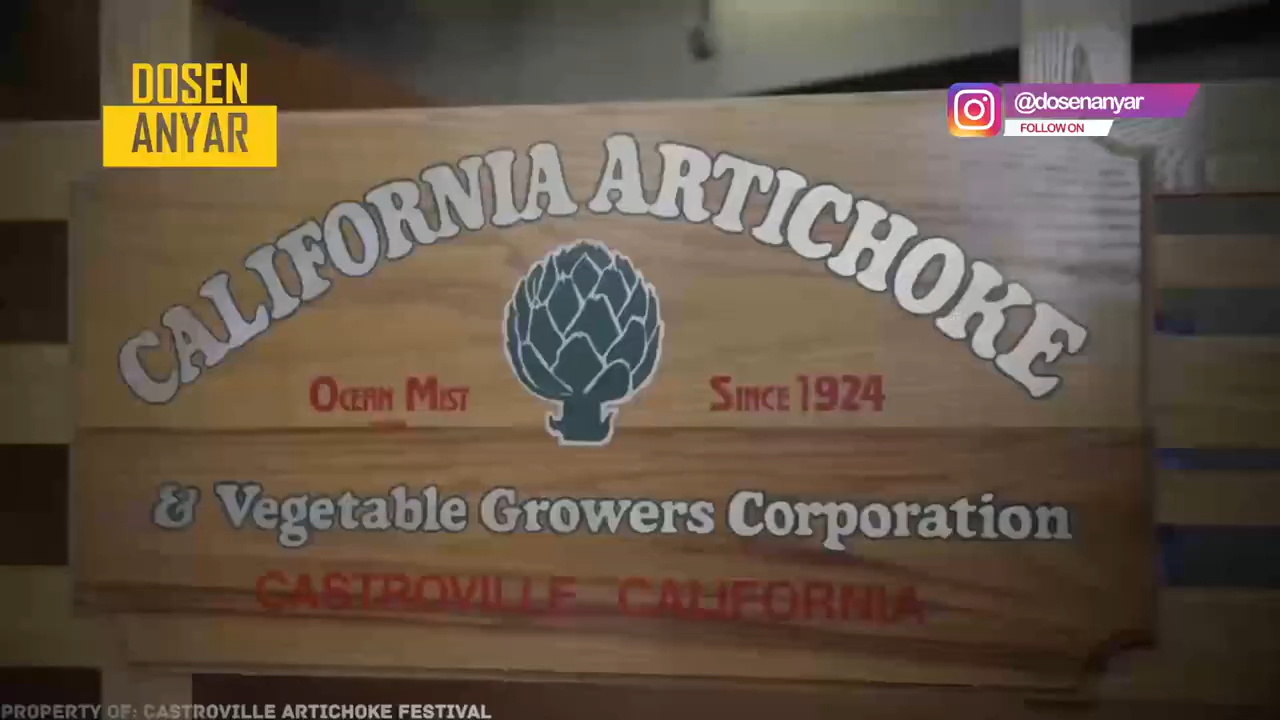 DOSEN
ANYAR
@dosenanyar
FOLLOW ON
CALIFORNIA ARTICHOKE
OCEAN MIST
SINCE 1924
& Vegetable Growers Corporation
CASTROVILLE CALIFORNIA
PROPERTY OF: CASTROVILLE ARTICHOKE FESTIVAL